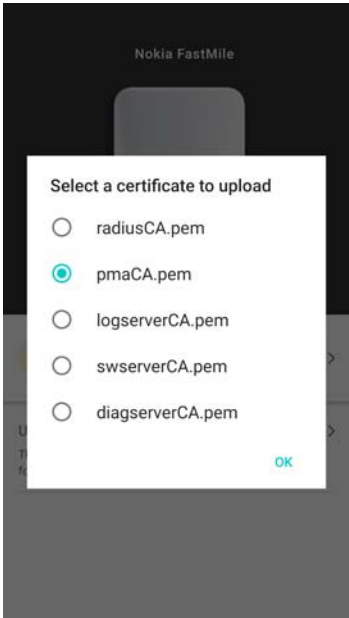 Nokia FastMile
Select a certificate to upload
radiusCA.pem
pmaCA.pem
logserverCA.pem
swserverCA.pem
diagserverCA.pem
OK